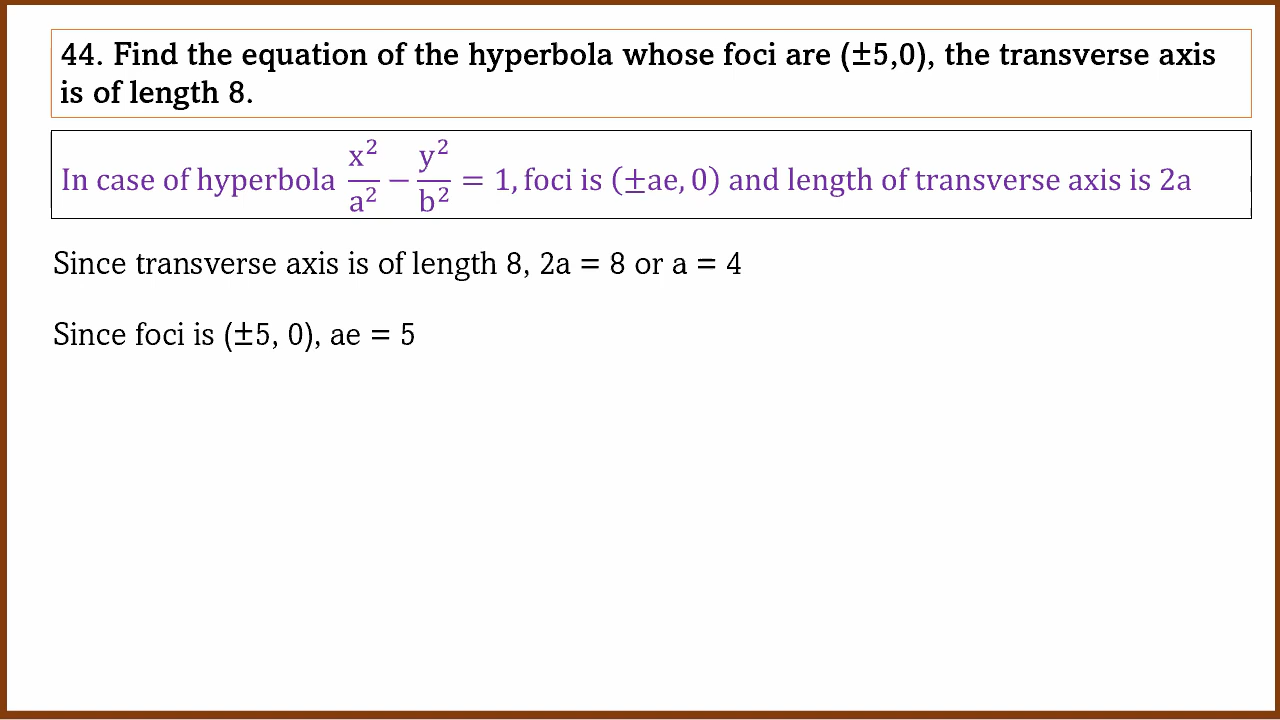 44. Find the equation of the hyperbola whose foci are (±5,0), the transverse axis
is of length 8.
In case of hyperbola x²/a² − y²/b² = 1, foci is (±ae, 0) and length of transverse axis is 2a
Since transverse axis is of length 8, 2a = 8 or a = 4
Since foci is (±5, 0), ae = 5